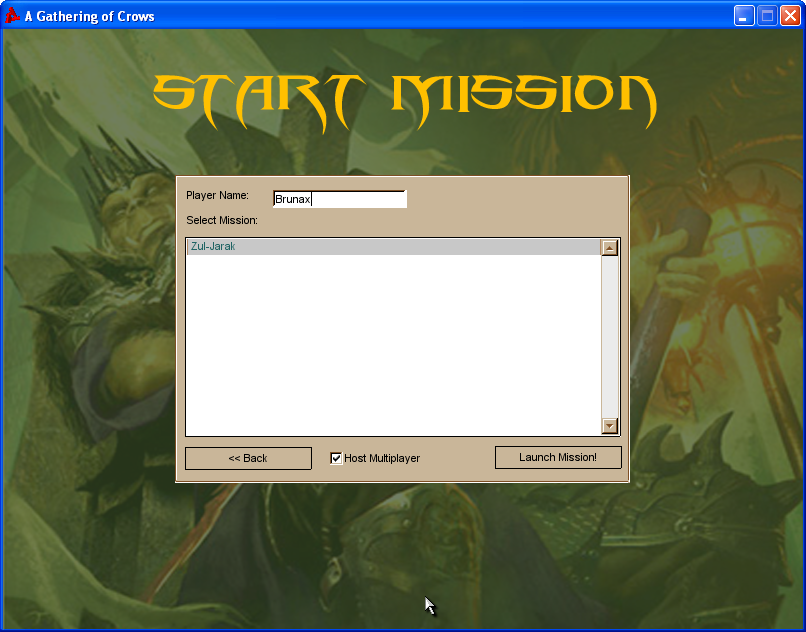 A Gathering of Crows
START MISSION
Player Name:
Brunax
Select Mission:
Zul-Jarak
<< Back
Host Multiplayer
Launch Mission!